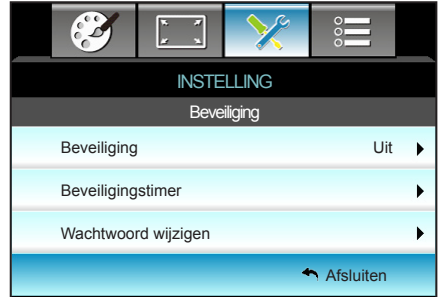 INSTELLING
Beveiliging
Beveiliging Uit
Beveiligingstimer
Wachtwoord wijzigen
Afsluiten